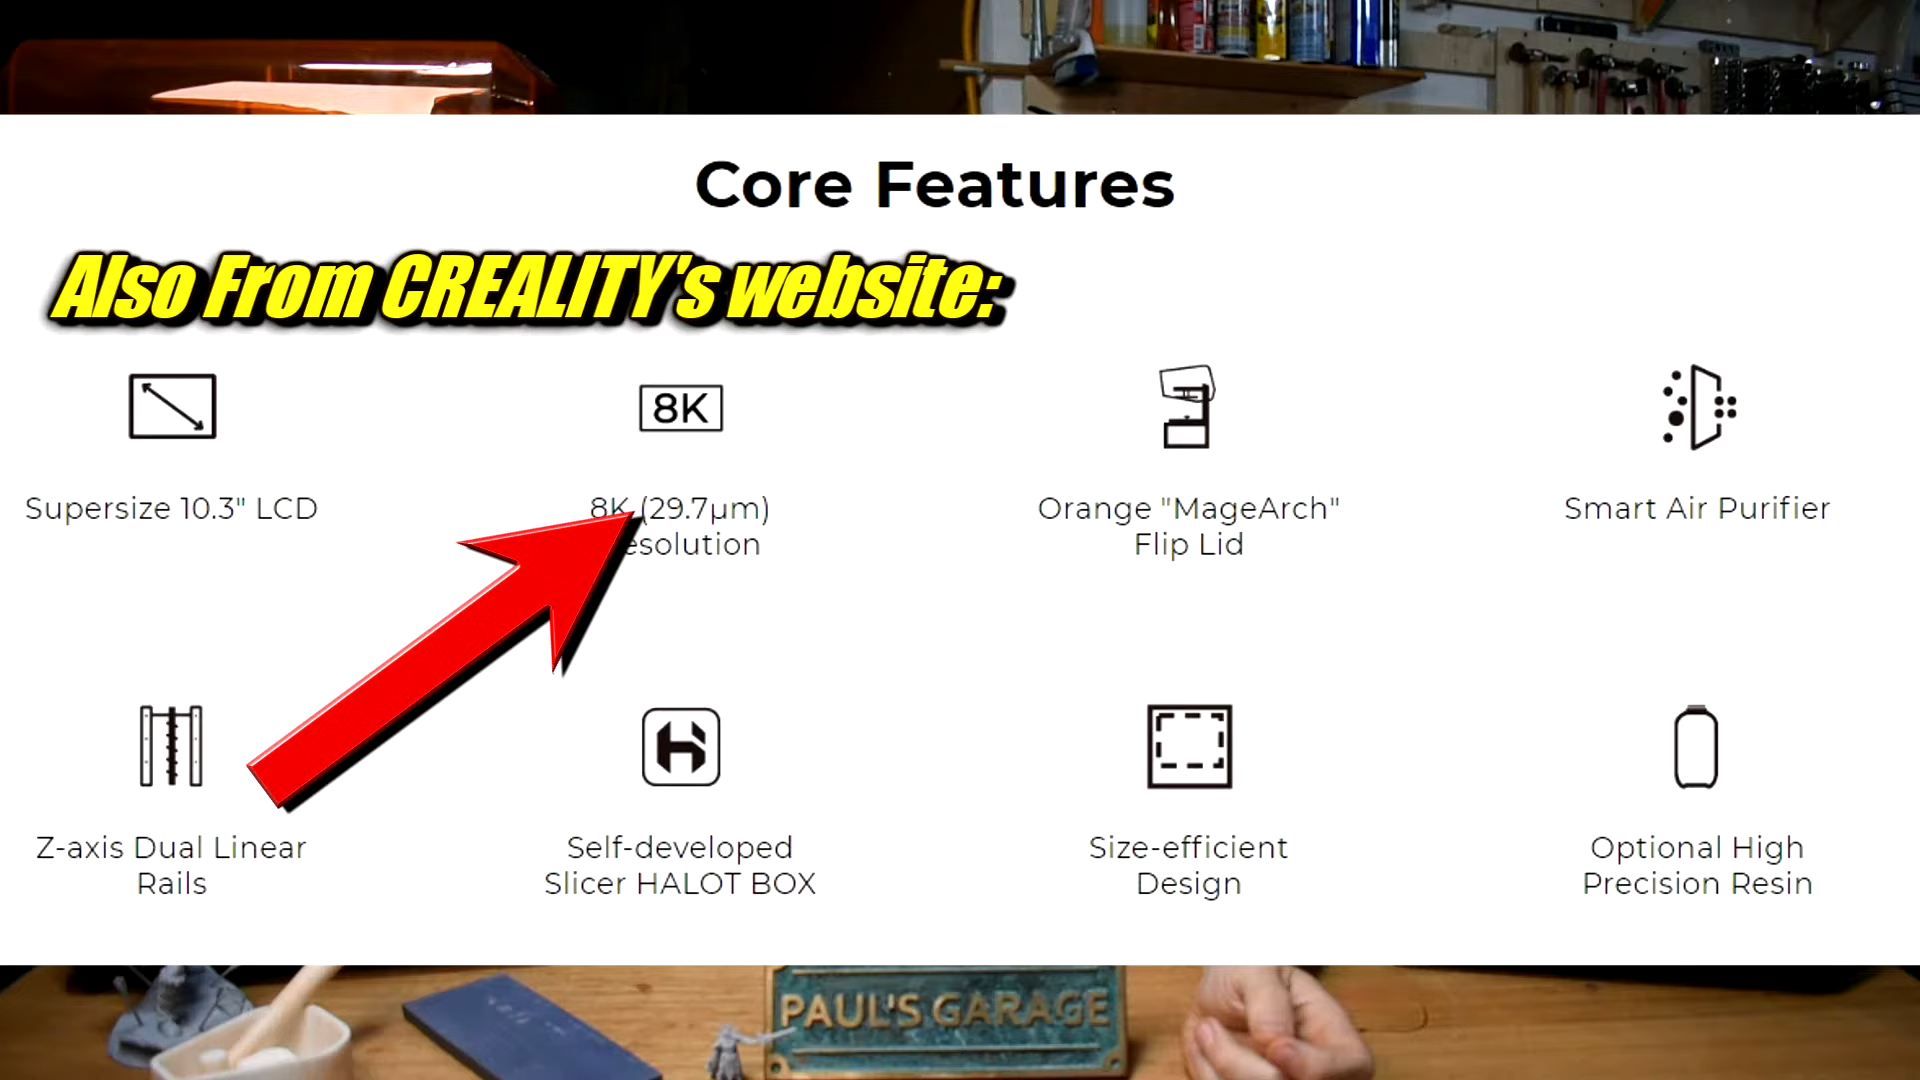 Core Features
Also From CREALITY's website:
8K
Supersize 10.3" LCD
8K (29.7µm)
esolution
Orange "MageArch"
Flip Lid
Smart Air Purifier
Z-axis Dual Linear
Rails
Self-developed
Slicer HALOT BOX
Size-efficient
Design
Optional High
Precision Resin
PAUL'S GARAGE